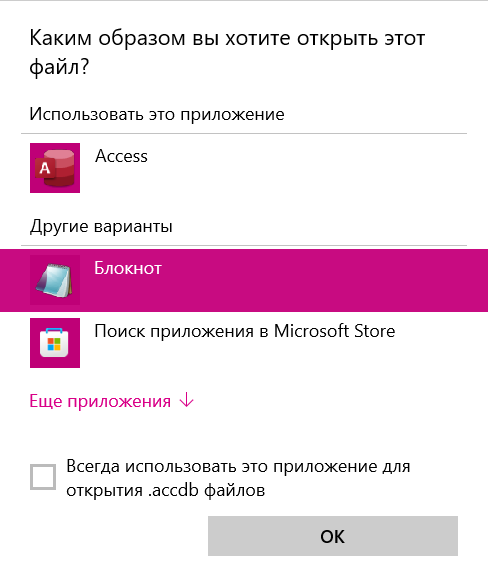 Каким образом вы хотите открыть этот
файл?
Использовать это приложение
A
Access
Другие варианты
Блокнот
Поиск приложения в Microsoft Store
Еще приложения ↓
Всегда использовать это приложение для
открытия .accdb файлов
ОК